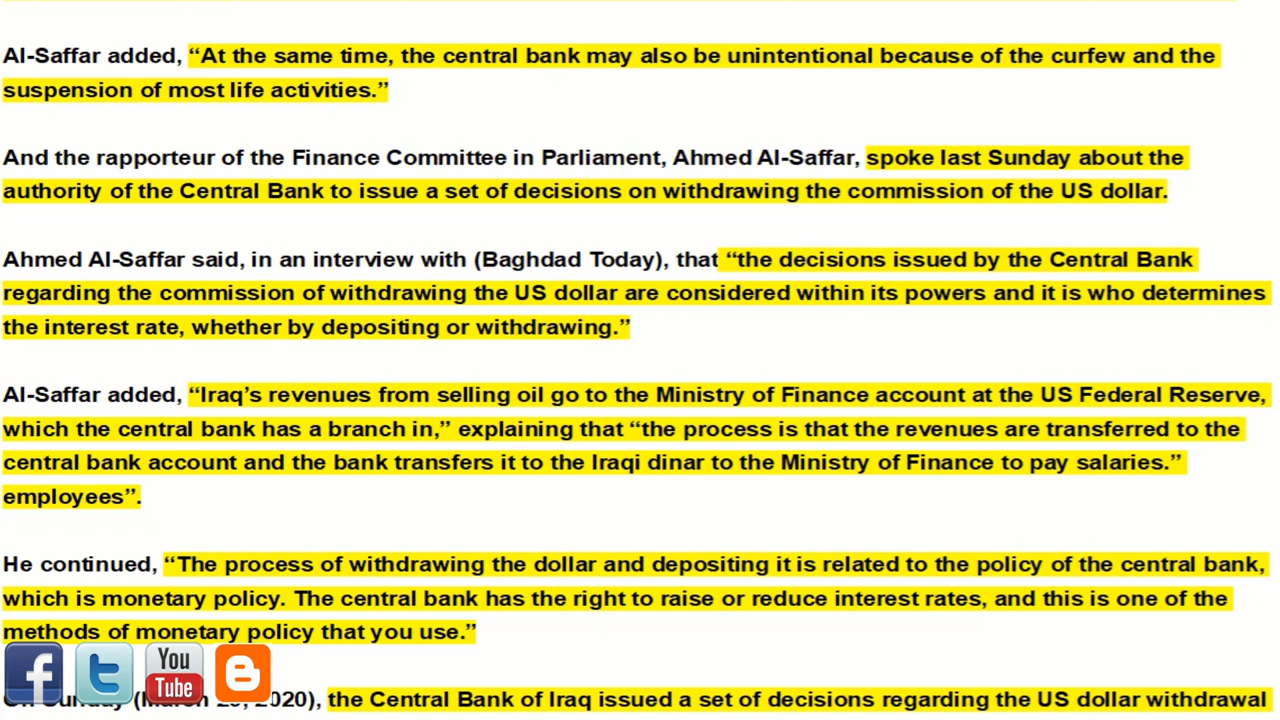 Al-Saffar added, “At the same time, the central bank may also be unintentional because of the curfew and the
suspension of most life activities.”
And the rapporteur of the Finance Committee in Parliament, Ahmed Al-Saffar, spoke last Sunday about the
authority of the Central Bank to issue a set of decisions on withdrawing the commission of the US dollar.
Ahmed Al-Saffar said, in an interview with (Baghdad Today), that “the decisions issued by the Central Bank
regarding the commission of withdrawing the US dollar are considered within its powers and it is who determines
the interest rate, whether by depositing or withdrawing.”
Al-Saffar added, “Iraq’s revenues from selling oil go to the Ministry of Finance account at the US Federal Reserve,
which the central bank has a branch in,” explaining that “the process is that the revenues are transferred to the
central bank account and the bank transfers it to the Iraqi dinar to the Ministry of Finance to pay salaries.”
employees”.
He continued, “The process of withdrawing the dollar and depositing it is related to the policy of the central bank,
which is monetary policy. The central bank has the right to raise or reduce interest rates, and this is one of the
methods of monetary policy that you use.”
You
Tube
On Sunday (March 2020), the Central Bank of Iraq issued a set of decisions regarding the US dollar withdrawal